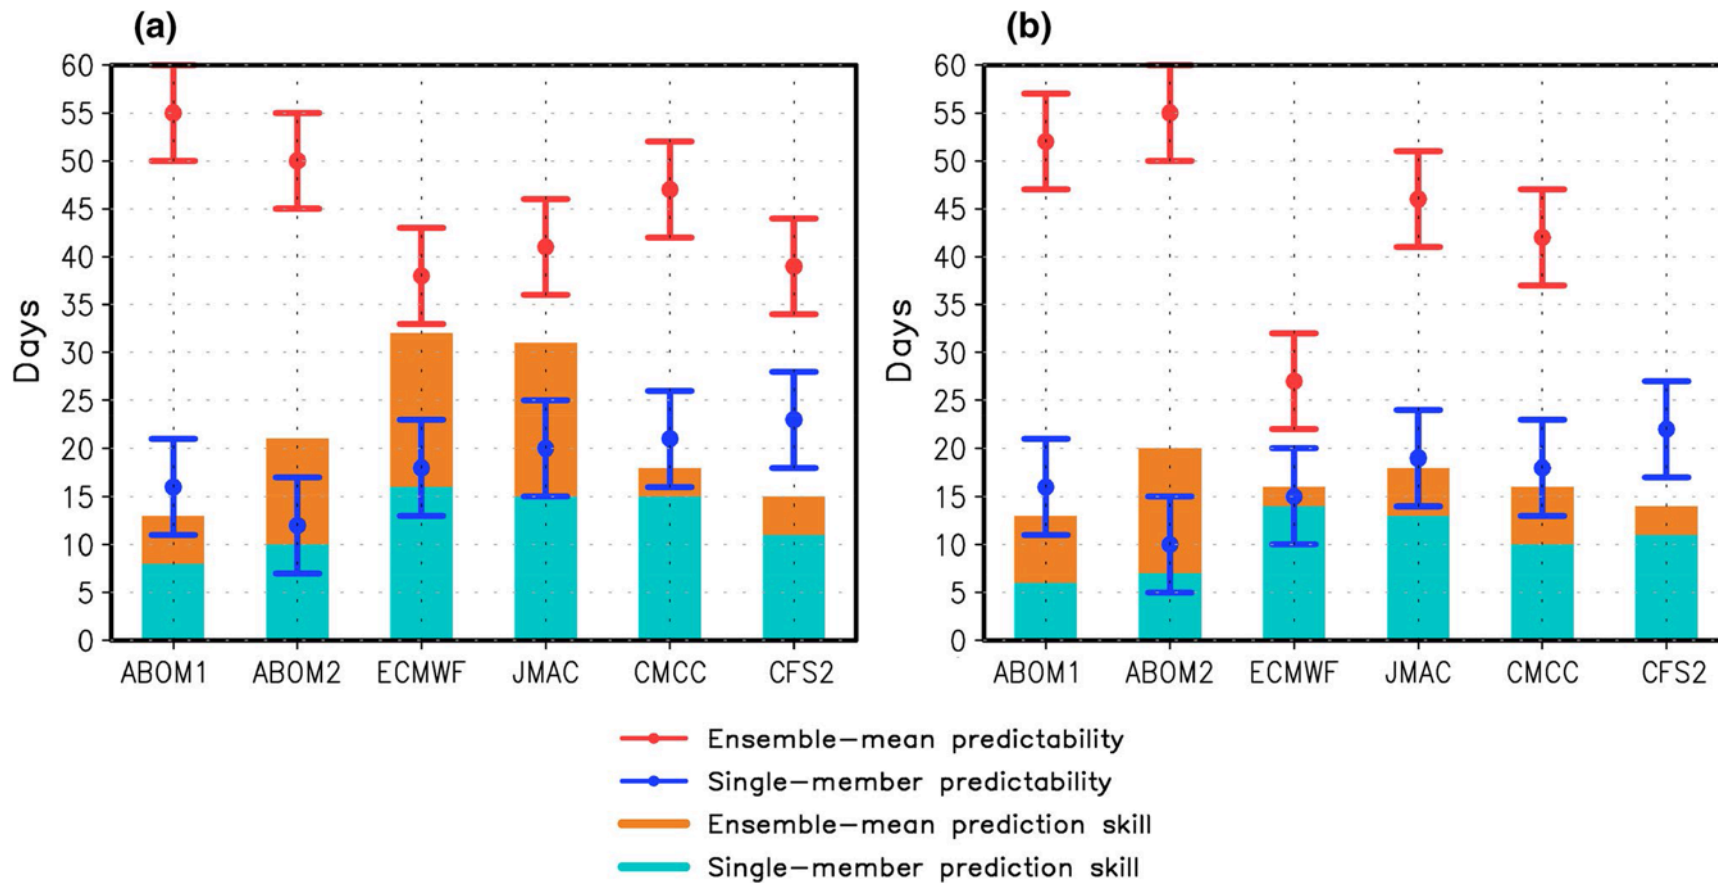 (a)
(b)
60
55
50
45
40
35
30
25
20
15
10
5
0
Days
ABOM1 ABOM2 ECMWF JMAC CMCC CFS2
60
55
50
45
40
35
30
25
20
15
10
5
0
Days
ABOM1 ABOM2 ECMWF JMAC CMCC CFS2
Ensemble-mean predictability
Single-member predictability
Ensemble-mean prediction skill
Single-member prediction skill